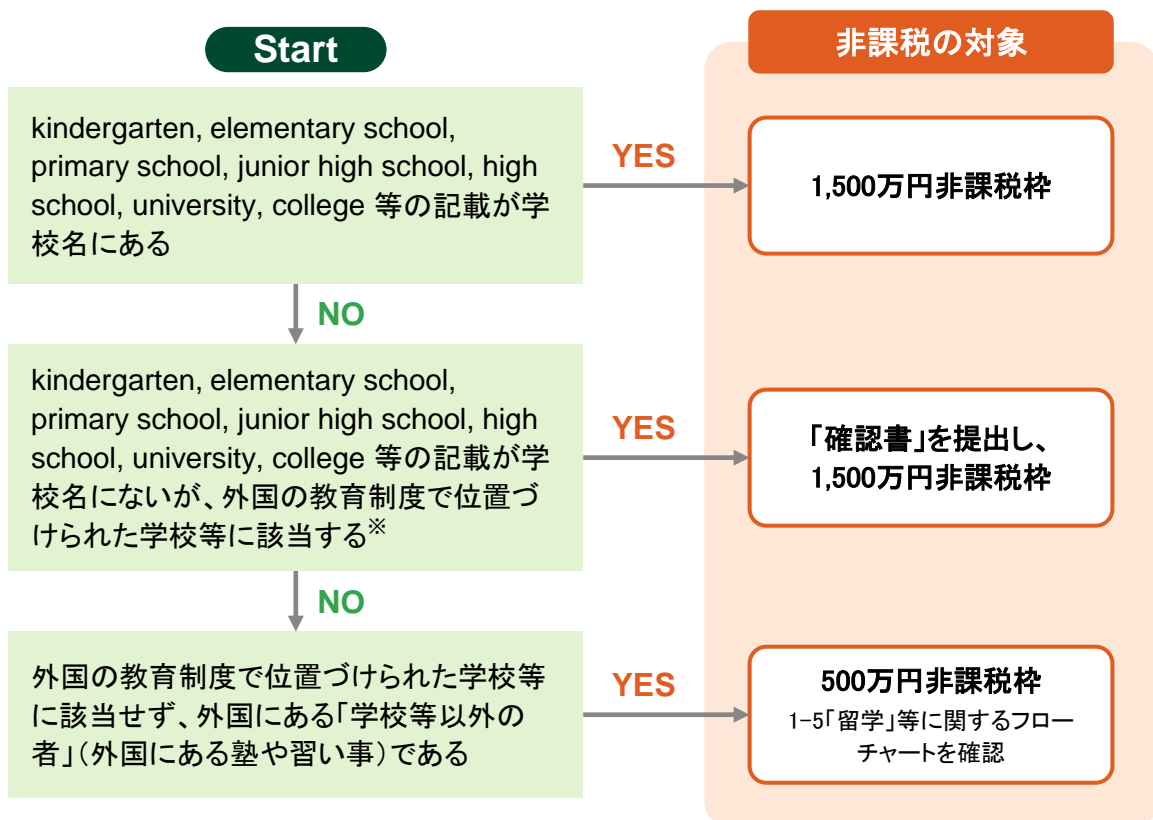 Start
非課税の対象
kindergarten, elementary school,
primary school, junior high school, high
school, university, college 等の記載が学
校名にある
YES
1,500万円非課税枠
NO
kindergarten, elementary school,
primary school, junior high school, high
school, university, college 等の記載が学
校名にないが、外国の教育制度で位置づ
けられた学校等に該当する※
YES
「確認書」を提出し、
1,500万円非課税枠
NO
外国の教育制度で位置づけられた学校等
に該当せず、外国にある「学校等以外の
者」（外国にある塾や習い事）である
YES
500万円非課税枠
1-5「留学」等に関するフロー
チャートを確認